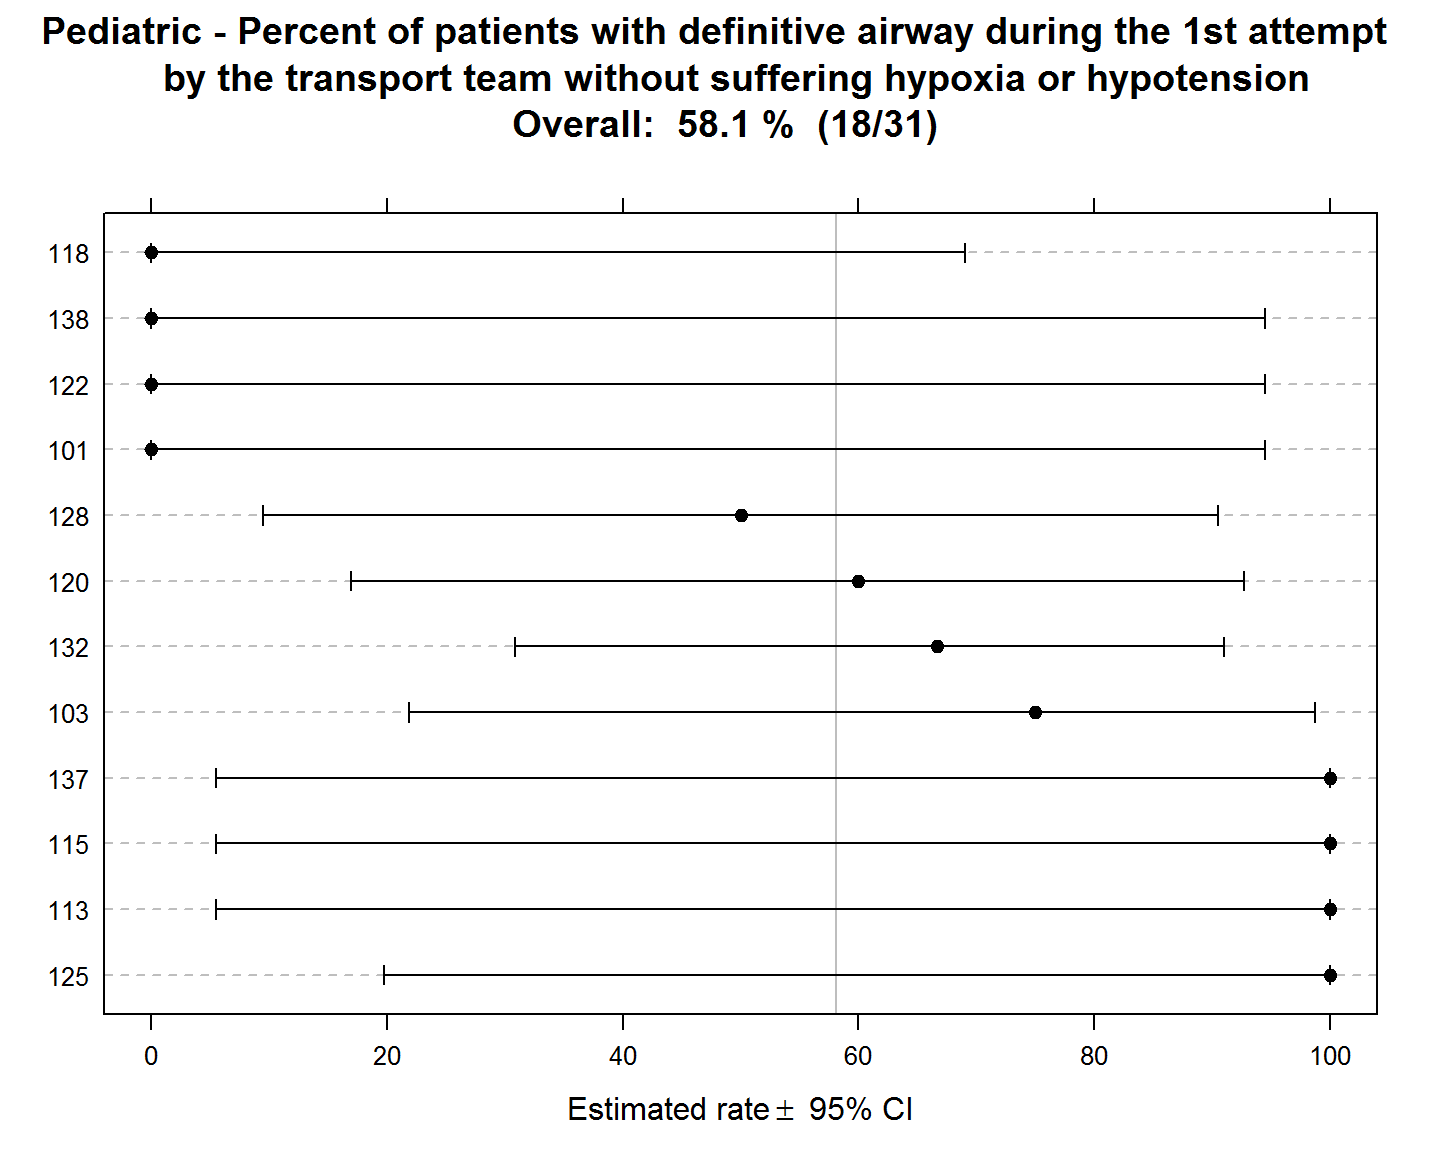 Pediatric - Percent of patients with definitive airway during the 1st attempt
by the transport team without suffering hypoxia or hypotension
Overall: 58.1 % (18/31)
118
138
122
101
128
120
132
103
137
115
113
125
0 20 40 60 80 100
Estimated rate ± 95% CI